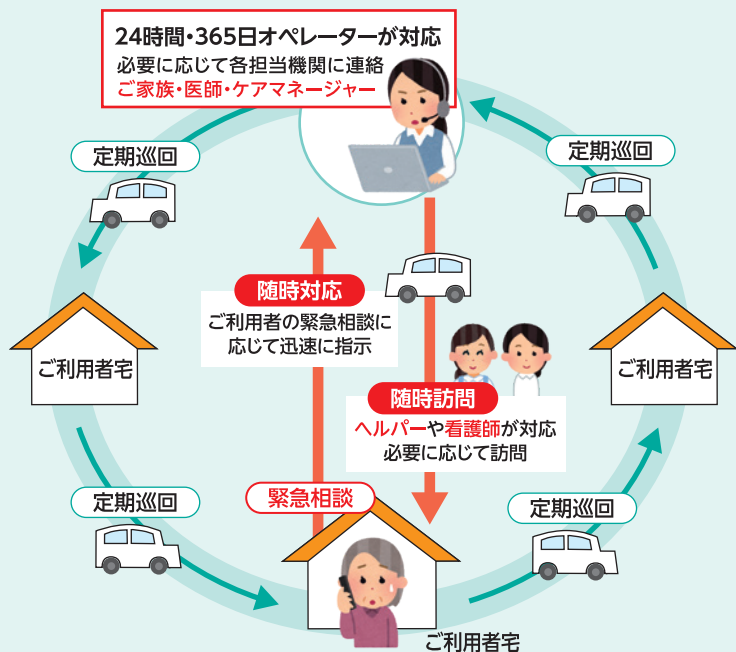 24時間・365日オペレーターが対応
必要に応じて各担当機関に連絡
ご家族・医師・ケアマネージャー
定期巡回
定期巡回
随時対応
ご利用者の緊急相談に
応じて迅速に指示
ご利用者宅
ご利用者宅
随時訪問
ヘルパーや看護師が対応
必要に応じて訪問
緊急相談
定期巡回
定期巡回
ご利用者宅